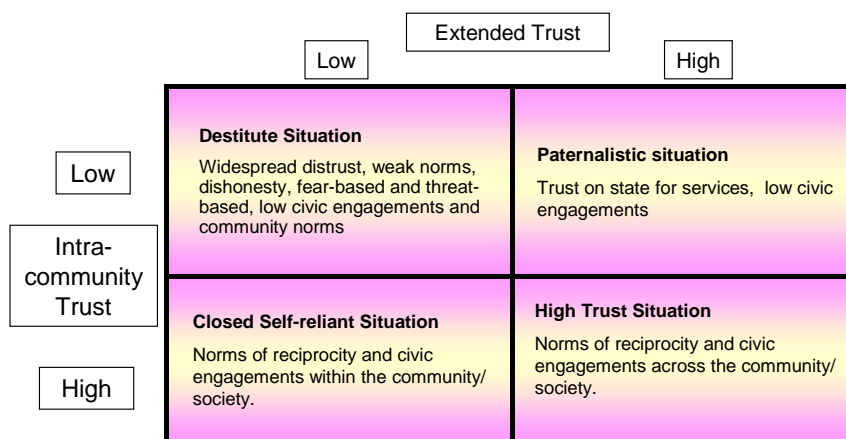 Extended Trust
Low
High
Low
Intra-
community
Trust
High
Destitute Situation
Widespread distrust, weak norms,
dishonesty, fear-based and threat-
based, low civic engagements and
community norms
Paternalistic situation
Trust on state for services, low civic
engagements
Closed Self-reliant Situation
Norms of reciprocity and civic
engagements within the community/
society.
High Trust Situation
Norms of reciprocity and civic
engagements across the community/
society.